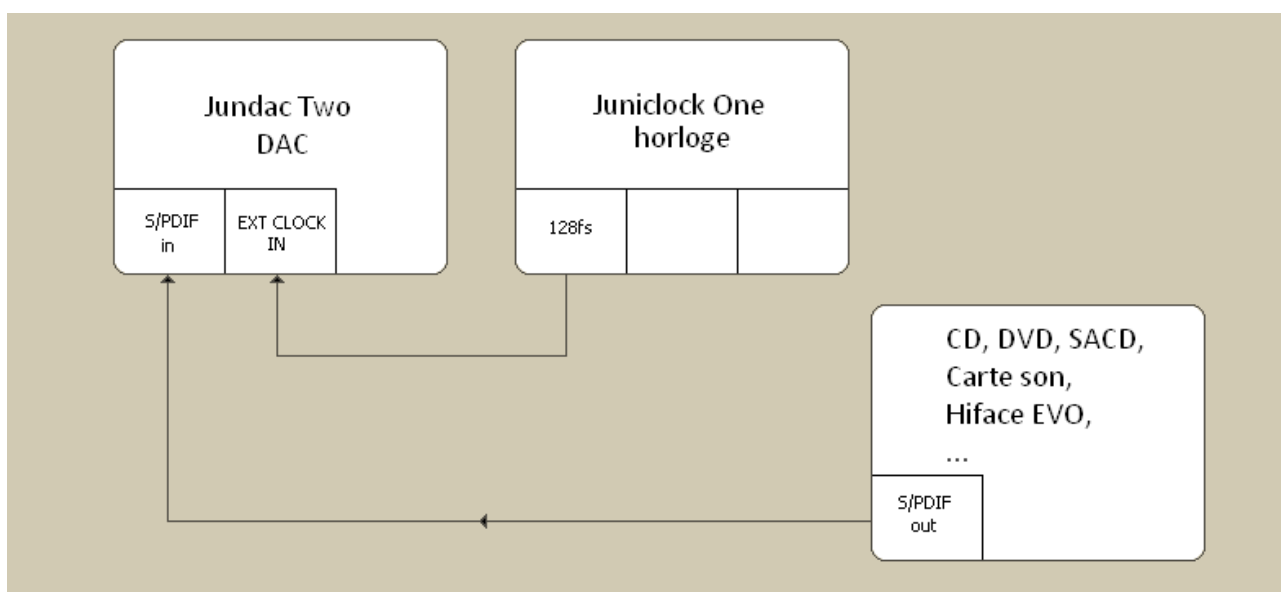 Jundac Two
DAC
S/PDIF
in
EXT CLOCK
IN
Juniclock One
horloge
128fs
CD, DVD, SACD,
Carte son,
Hiface EVO,
...
S/PDIF
out